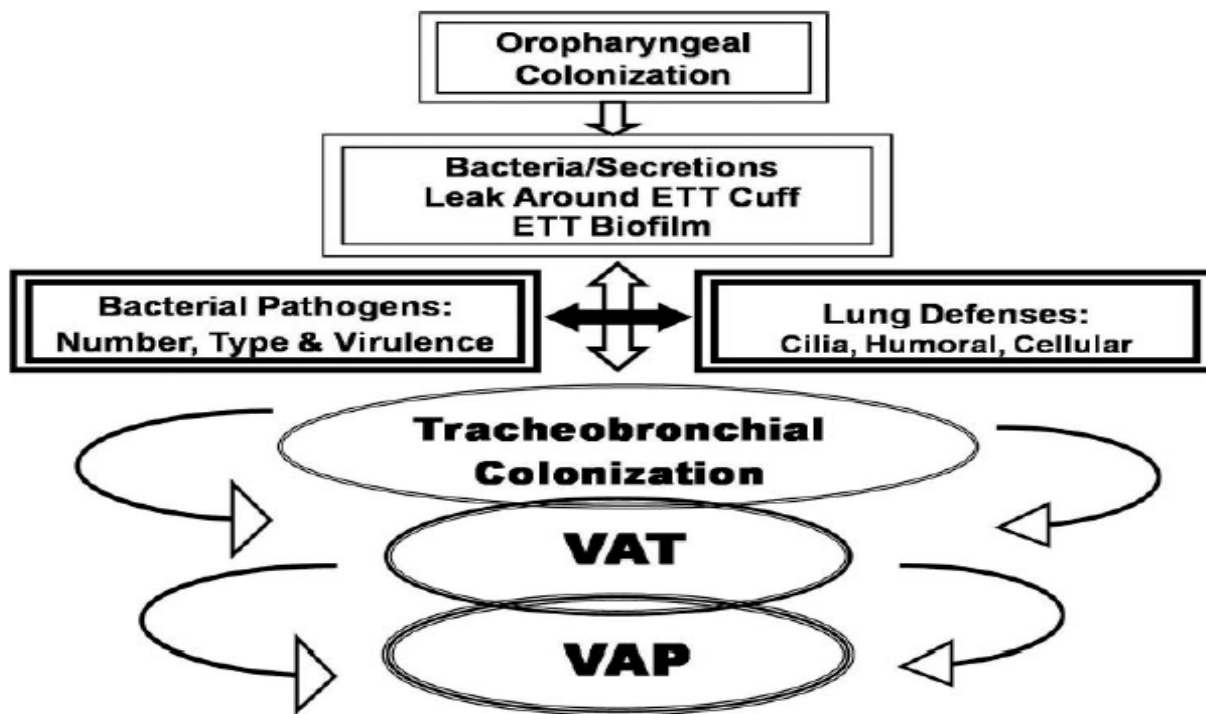 Oropharyngeal
Colonization
Bacteria/Secretions
Leak Around ETT Cuff
ETT Biofilm
Bacterial Pathogens:
Number, Type & Virulence
Lung Defenses:
Cilia, Humoral, Cellular
Tracheobronchial
Colonization
VAT
VAP